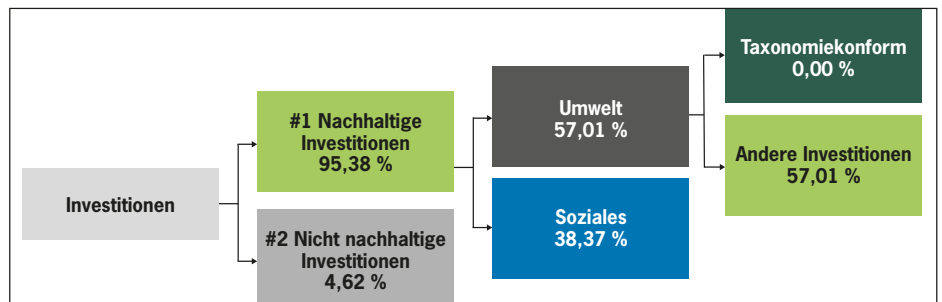 Investitionen
#1 Nachhaltige
Investitionen
95,38 %
#2 Nicht nachhaltige
Investitionen
4,62 %
Umwelt
57,01 %
Soziales
38,37 %
Taxonomiekonform
0,00 %
Andere Investitionen
57,01 %